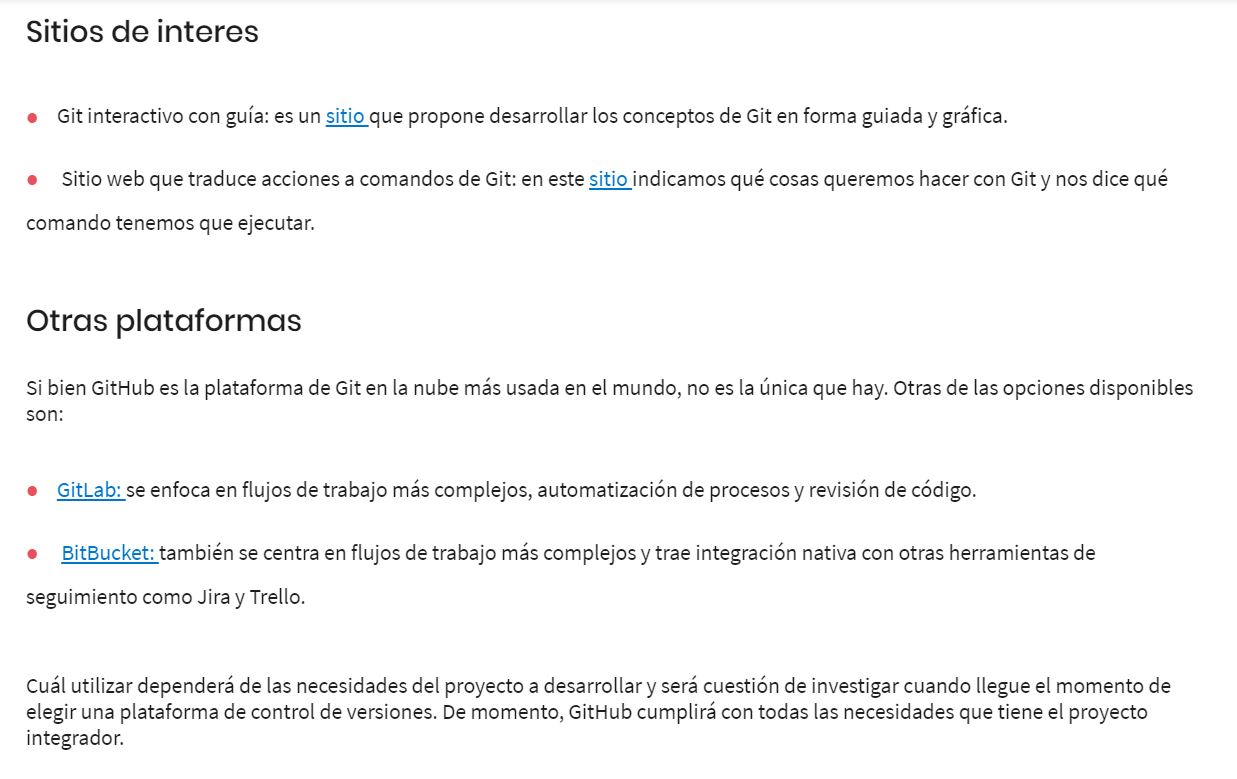 Sitios de interes
Git interactivo con guía: es un sitio que propone desarrollar los conceptos de Git en forma guiada y gráfica.
Sitio web que traduce acciones a comandos de Git: en este sitio indicamos qué cosas queremos hacer con Git y nos dice qué
comando tenemos que ejecutar.
Otras plataformas
Si bien GitHub es la plataforma de Git en la nube más usada en el mundo, no es la única que hay. Otras de las opciones disponibles
son:
GitLab: se enfoca en flujos de trabajo más complejos, automatización de procesos y revisión de código.
BitBucket: también se centra en flujos de trabajo más complejos y trae integración nativa con otras herramientas de
seguimiento como Jira y Trello.
Cuál utilizar dependerá de las necesidades del proyecto a desarrollar y será cuestión de investigar cuando llegue el momento de
elegir una plataforma de control de versiones. De momento, GitHub cumplirá con todas las necesidades que tiene el proyecto
integrador.